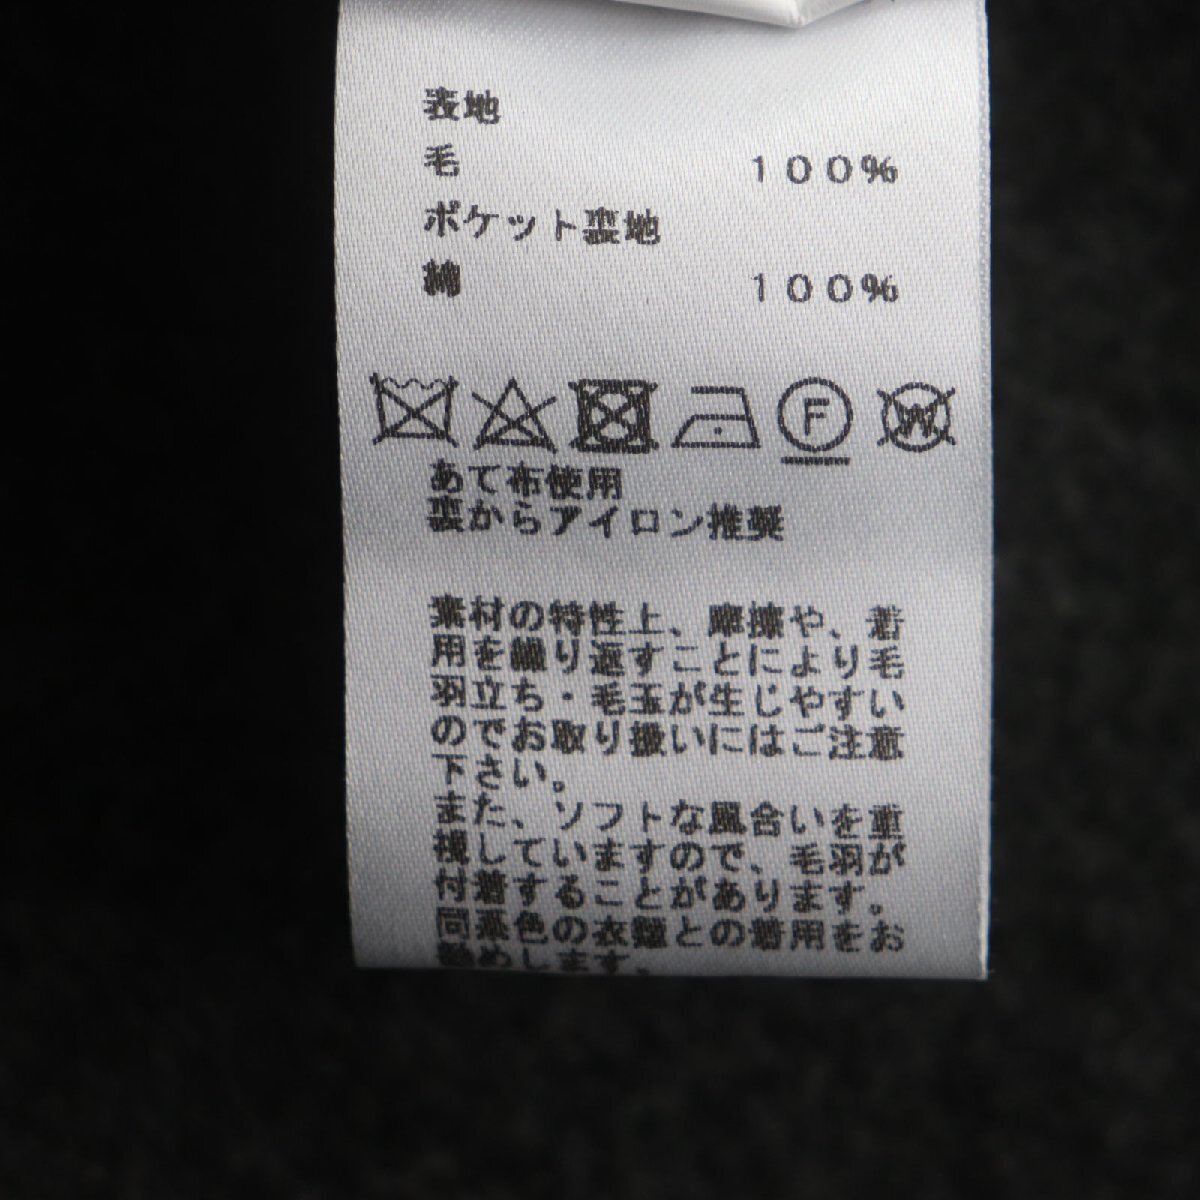 表地
毛 100%
ポケット裏地
綿 100%
F W
あて布使用
裏からアイロン推奨
素材の特性上、摩擦や、着
用を繰り返すことにより毛
羽立ち・毛玉が生じやすい
のでお取り扱いにはご注意
下さい。
また、ソフトな風合いを重
視していますので、毛羽が
付着することがあります。
同系色の衣類との着用をお
勧めします。